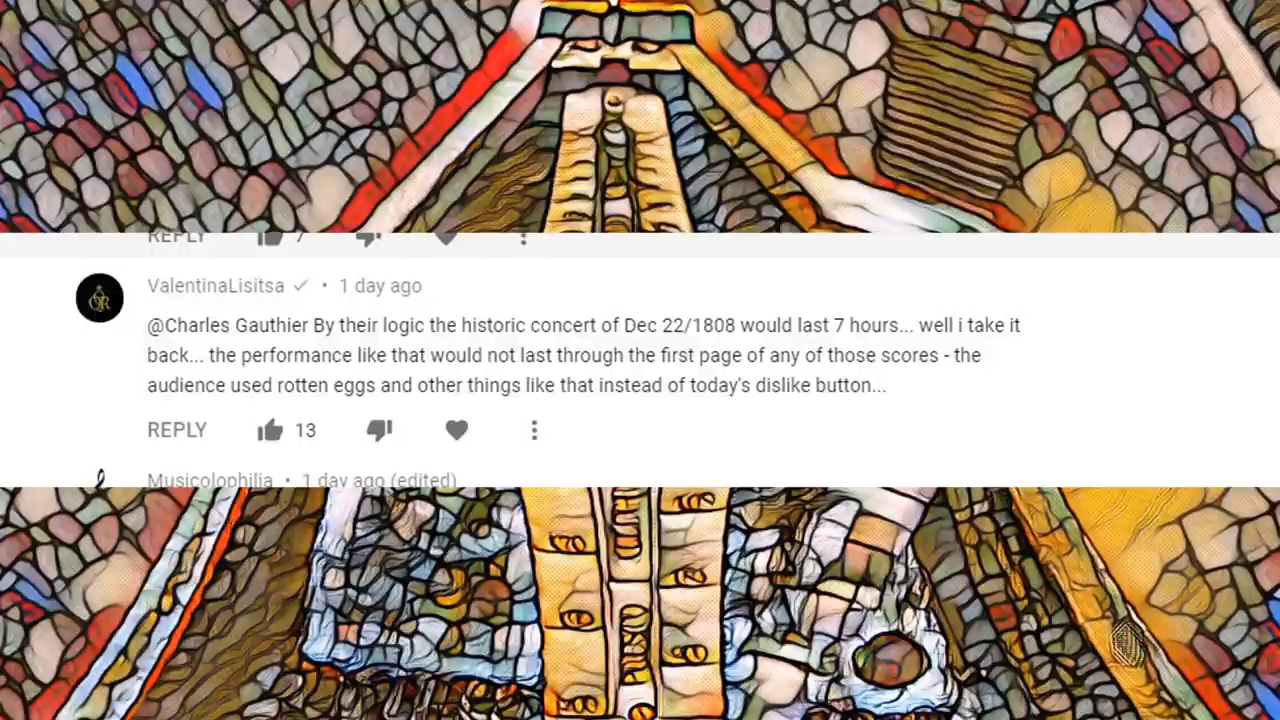 REPLY 7
ValentinaLisitsa • 1 day ago
@Charles Gauthier By their logic the historic concert of Dec 22/1808 would last 7 hours... well i take it
back... the performance like that would not last through the first page of any of those scores - the
audience used rotten eggs and other things like that instead of today's dislike button...
REPLY 13
Musicolophilia • 1 day ago (edited)